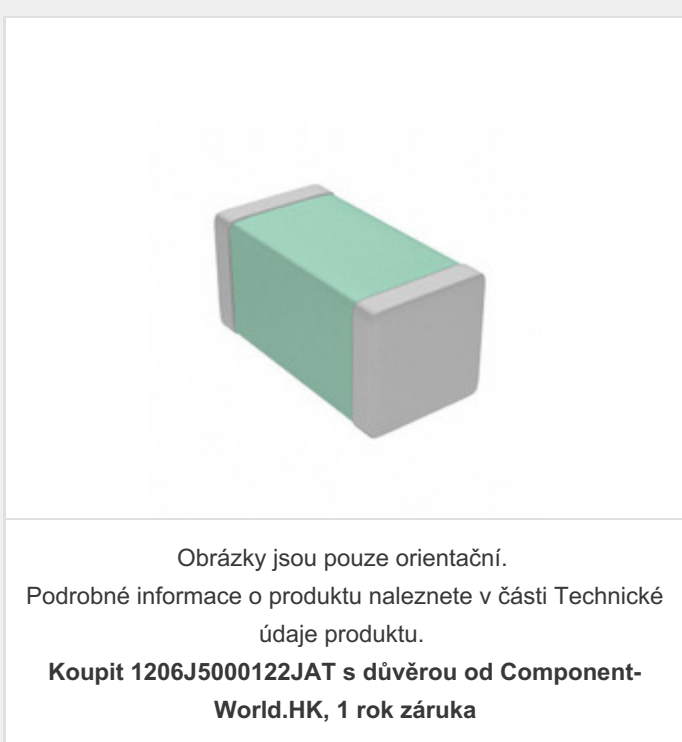 Obrázky jsou pouze orientační.
Podrobné informace o produktu naleznete v části Technické
údaje produktu.
Koupit 1206J5000122JAT s důvěrou od Component-
World.HK, 1 rok záruka